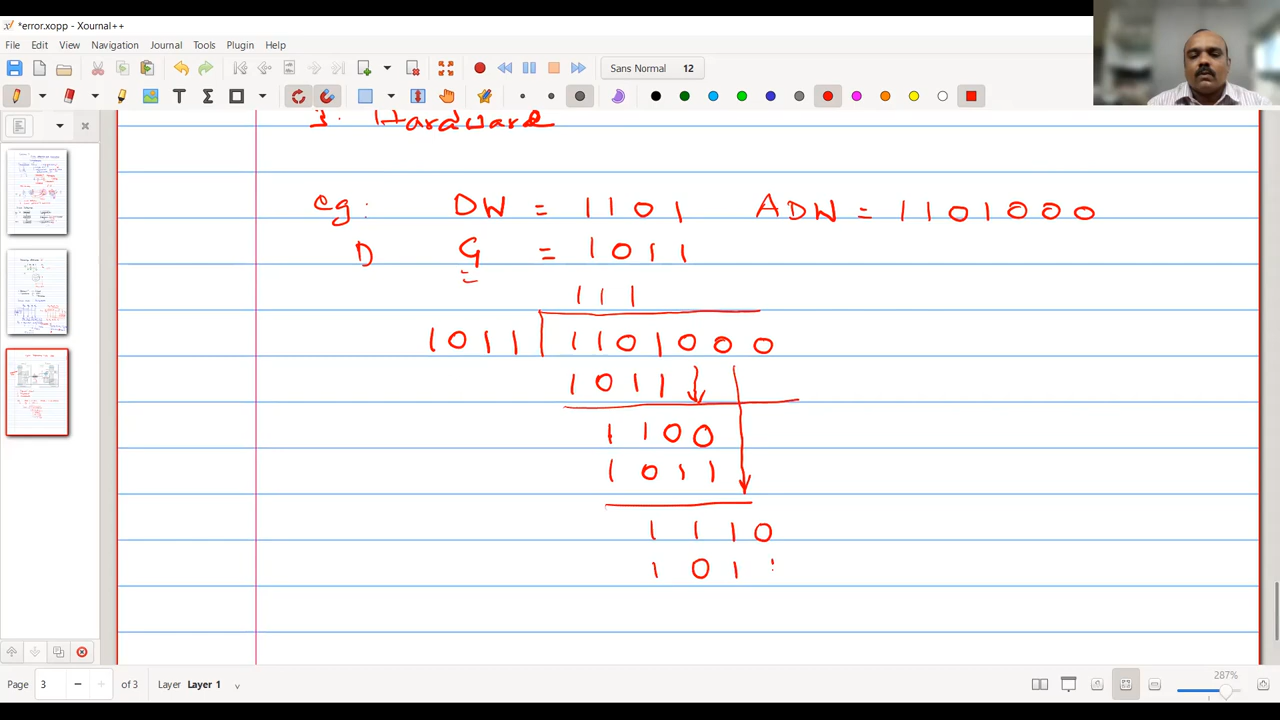 *error.xopp - Xournal++
File Edit View Navigation Journal Tools Plugin Help
Sans Normal 12
3. Hardware
eg: DW = 1101 ADW = 1101000
D G = 1011
111
1011 1101000
1011
1100
1011
1110
101
Page 3 of 3 Layer Layer 1 287%